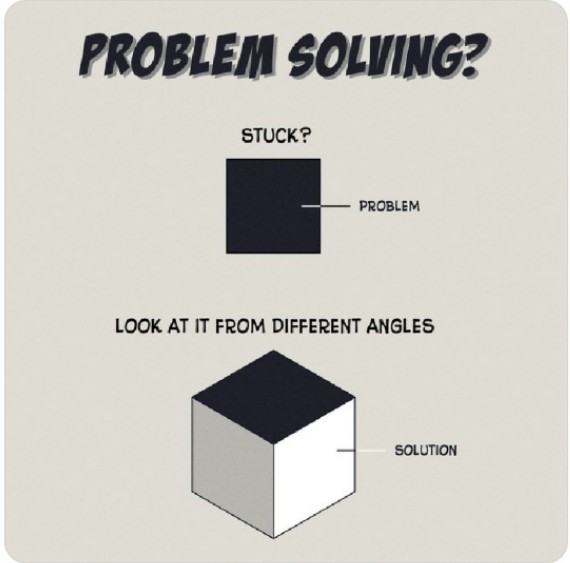 PROBLEM SOLVING?
STUCK?
PROBLEM
LOOK AT IT FROM DIFFERENT ANGLES
SOLUTION